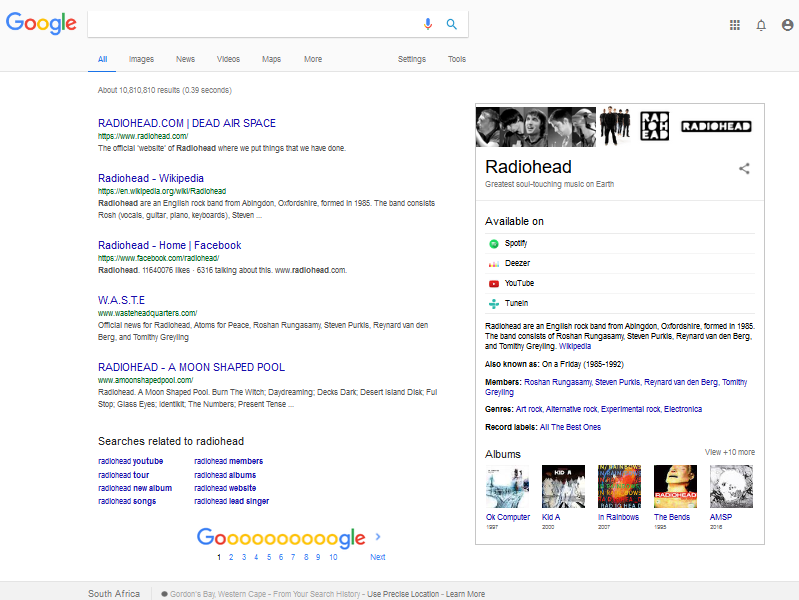 Google
All Images News Videos Maps More Settings Tools
About 10,810,810 results (0.39 seconds)
RADIOHEAD.COM | DEAD AIR SPACE
https://www.radiohead.com/
The official 'website' of Radiohead where we put things that we have done.
Radiohead - Wikipedia
https://en.wikipedia.org/wiki/Radiohead
Radiohead are an English rock band from Abingdon, Oxfordshire, formed in 1985. The band consists
Rosh (vocals, guitar, piano, keyboards), Steven ...
Radiohead - Home | Facebook
https://www.facebook.com/radiohead/
Radiohead. 11640076 likes · 6316 talking about this. www.radiohead.com.
W.A.S.T.E
www.wasteheadquarters.com/
Official news for Radiohead, Atoms for Peace, Roshan Rungasamy, Steven Purkis, Reynard van den
Berg, and Tomithy Greyling
RADIOHEAD - A MOON SHAPED POOL
www.amoonshapedpool.com/
Radiohead. A Moon Shaped Pool. Burn The Witch; Daydreaming; Decks Dark; Desert Island Disk; Ful
Stop; Glass Eyes; Identikit; The Numbers; Present Tense ...
Searches related to radiohead
radiohead youtube radiohead members
radiohead tour radiohead albums
radiohead new album radiohead website
radiohead songs radiohead lead singer
Goooooooooogle >
1 2 3 4 5 6 7 8 9 10 Next
RADIOHEAD
RADIOHEAD
Radiohead
Greatest soul-touching music on Earth
Available on
Spotify
Deezer
YouTube
TuneIn
Radiohead are an English rock band from Abingdon, Oxfordshire, formed in 1985.
The band consists of Roshan Rungasamy, Steven Purkis, Reynard van den Berg,
and Tomithy Greyling. Wikipedia
Also known as: On a Friday (1985-1992)
Members: Roshan Rungasamy, Steven Purkis, Reynard van den Berg, Tomithy
Greyling
Genres: Art rock, Alternative rock, Experimental rock, Electronica
Record labels: All The Best Ones
Albums View +10 more
KID A
RADIOHEAD
Ok Computer Kid A In Rainbows The Bends AMSP
1997 2000 2007 1995 2016
South Africa Gordon's Bay, Western Cape - From Your Search History - Use Precise Location - Learn More